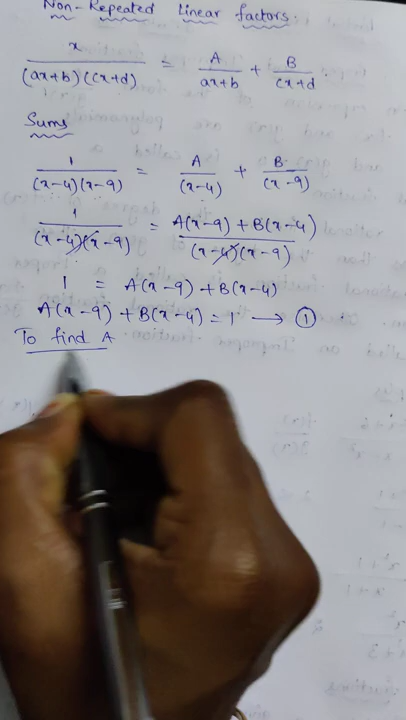 Non-Repeated Linear factors:
x/((ax+b)(cx+d)) = A/(ax+b) + B/(cx+d).
Sums
1/((x-4)(x-9)) = A/(x-4) + B/(x-9)
1/((x-4)(x-9)) = (A(x-9) + B(x-4))/((x-4)(x-9))
1 = A(x-9) + B(x-4)
A(x-9) + B(x-4) = 1 → ①
To find A